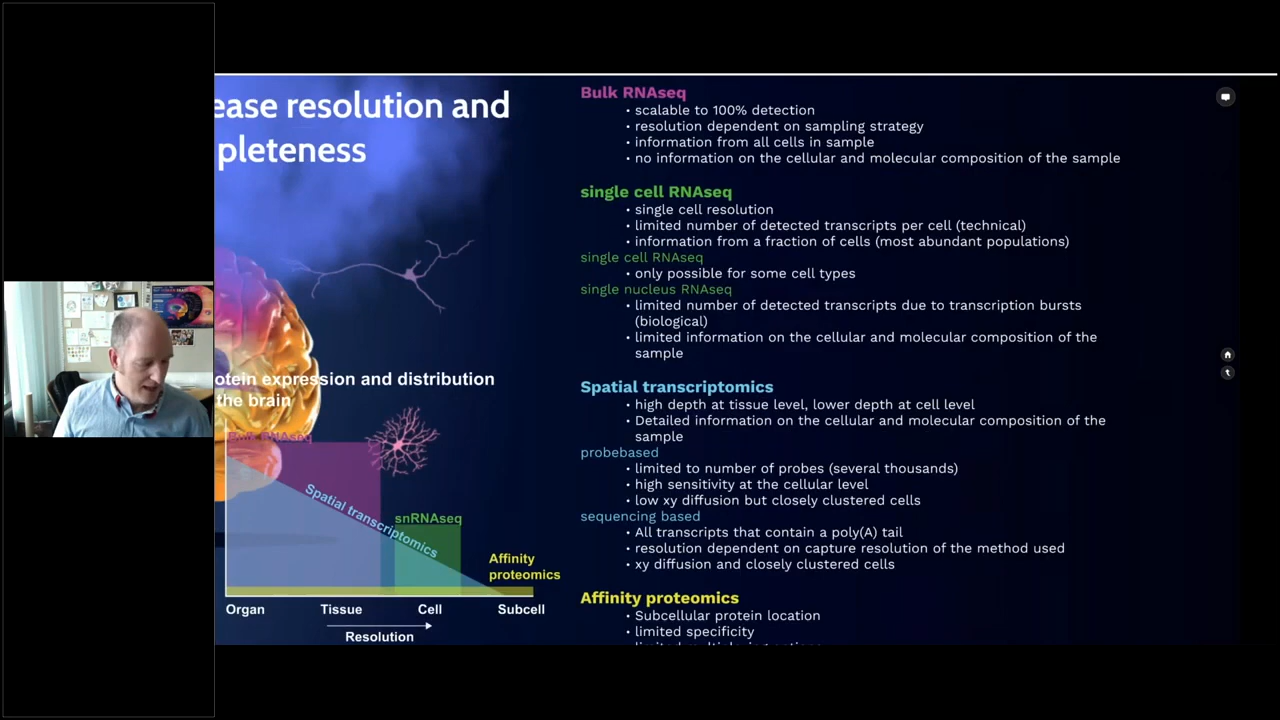 ease resolution and
pleteness
otein expression and distribution
the brain
Bulk RNAseq
Spatial transcriptomics
snRNAseq
Affinity
proteomics
Organ Tissue Cell Subcell
Resolution
Bulk RNAseq
• scalable to 100% detection
• resolution dependent on sampling strategy
• information from all cells in sample
• no information on the cellular and molecular composition of the sample
single cell RNAseq
• single cell resolution
• limited number of detected transcripts per cell (technical)
• information from a fraction of cells (most abundant populations)
single cell RNAseq
• only possible for some cell types
single nucleus RNAseq
• limited number of detected transcripts due to transcription bursts
(biological)
• limited information on the cellular and molecular composition of the
sample
Spatial transcriptomics
• high depth at tissue level, lower depth at cell level
• Detailed information on the cellular and molecular composition of the
sample
probebased
• limited to number of probes (several thousands)
• high sensitivity at the cellular level
• low xy diffusion but closely clustered cells
sequencing based
• All transcripts that contain a poly(A) tail
• resolution dependent on capture resolution of the method used
• xy diffusion and closely clustered cells
Affinity proteomics
• Subcellular protein location
• limited specificity